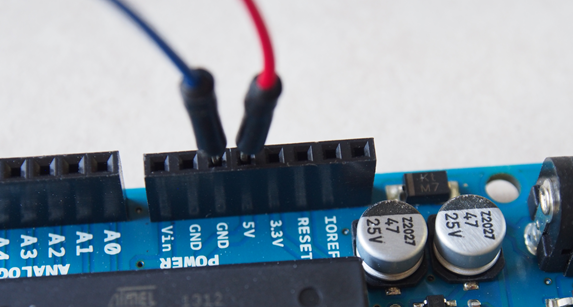 K1
M7
Z2027
47
25V
Z2027
47
25V
Vin
GND
GND
5V
3.3V
RESET
IOREF
POWER
A0
A1
A2
A3
ANALOG
ATMEL
1312